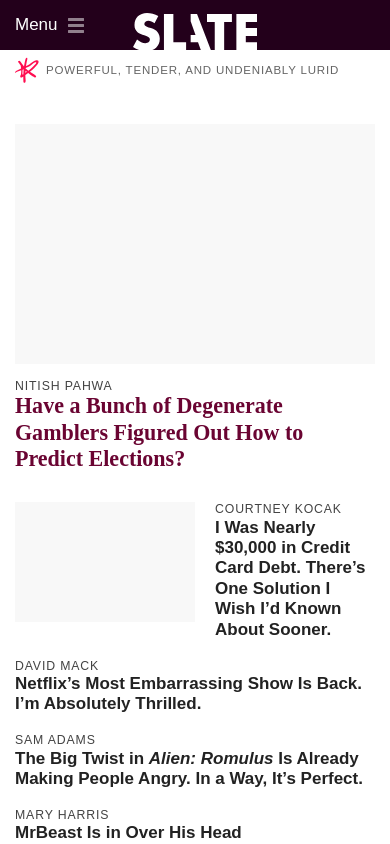 Menu
SLATE
POWERFUL, TENDER, AND UNDENIABLY LURID
NITISH PAHWA
Have a Bunch of Degenerate
Gamblers Figured Out How to
Predict Elections?
COURTNEY KOCAK
I Was Nearly
$30,000 in Credit
Card Debt. There’s
One Solution I
Wish I’d Known
About Sooner.
DAVID MACK
Netflix’s Most Embarrassing Show Is Back.
I’m Absolutely Thrilled.
SAM ADAMS
The Big Twist in Alien: Romulus Is Already
Making People Angry. In a Way, It’s Perfect.
MARY HARRIS
MrBeast Is in Over His Head